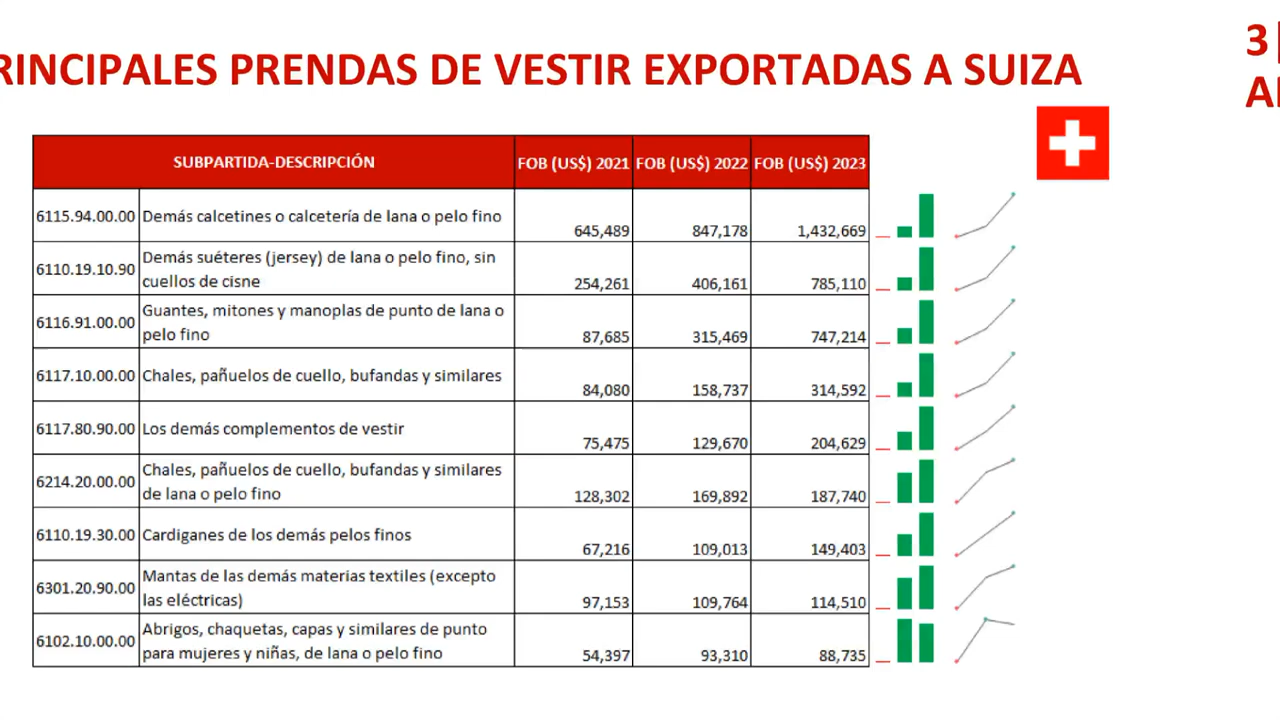 RINCIPALES PRENDAS DE VESTIR EXPORTADAS A SUIZA
3
SUBPARTIDA-DESCRIPCIÓN FOB (US$) 2021 FOB (US$) 2022 FOB (US$) 2023
6115.94.00.00 Demás calcetines o calcetería de lana o pelo fino 645,489 847,178 1,432,669
6110.19.10.90 Demás suéteres (jersey) de lana o pelo fino, sin
cuellos de cisne 254,261 406,161 785,110
6116.91.00.00 Guantes, mitones y manoplas de punto de lana o
pelo fino 87,685 315,469 747,214
6117.10.00.00 Chales, pañuelos de cuello, bufandas y similares 84,080 158,737 314,592
6117.80.90.00 Los demás complementos de vestir 75,475 129,670 204,629
6214.20.00.00 Chales, pañuelos de cuello, bufandas y similares
de lana o pelo fino 128,302 169,892 187,740
6110.19.30.00 Cardiganes de los demás pelos finos 67,216 109,013 149,403
6301.20.90.00 Mantas de las demás materias textiles (excepto
las eléctricas) 97,153 109,764 114,510
6102.10.00.00 Abrigos, chaquetas, capas y similares de punto
para mujeres y niñas, de lana o pelo fino 54,397 93,310 88,735